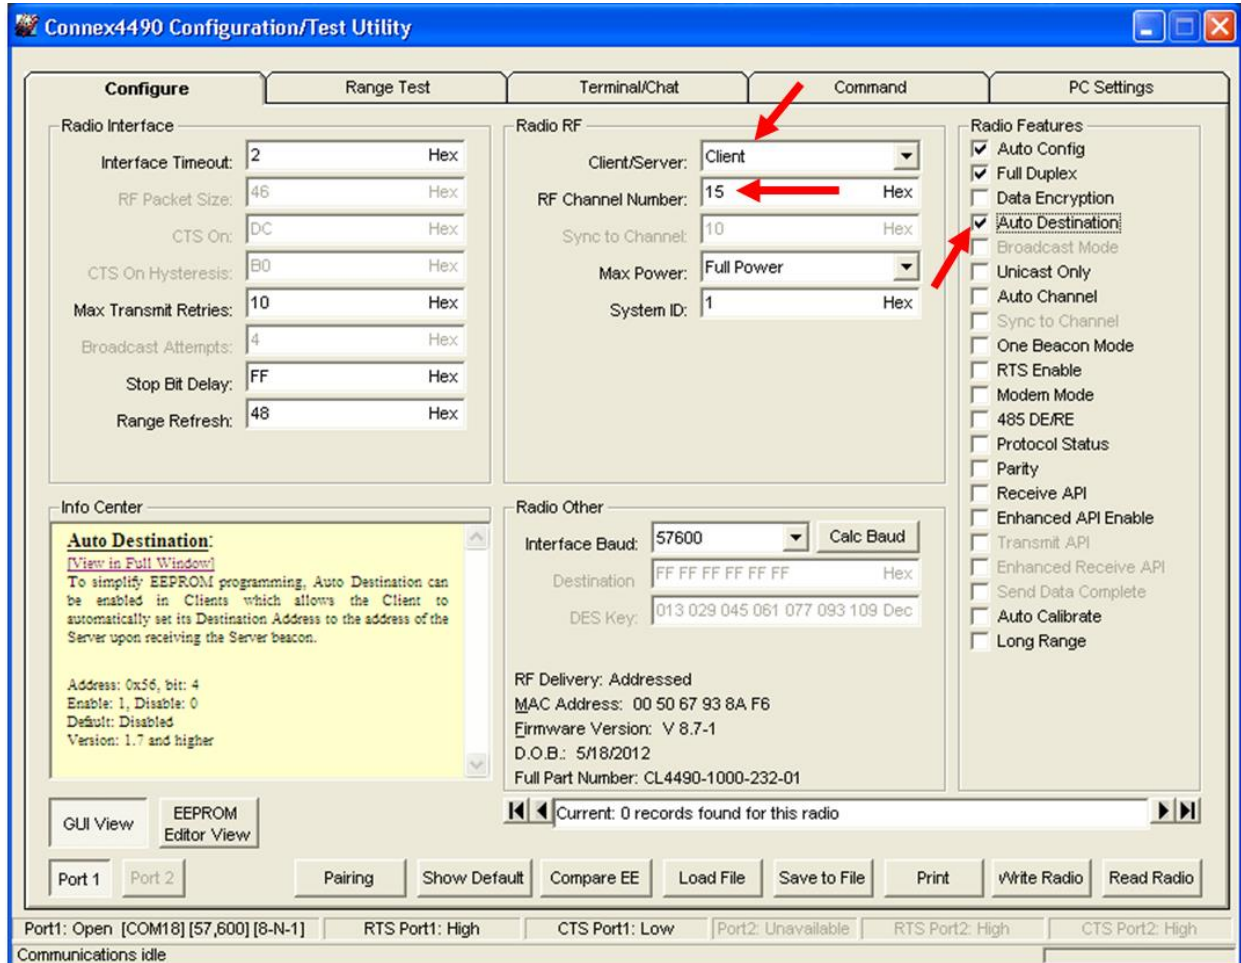 Connex4490 Configuration/Test Utility
Configure
Range Test
Terminal/Chat
Command
PC Settings
Radio Interface
Interface Timeout: 2 Hex
RF Packet Size: 46 Hex
CTS On: DC Hex
CTS On Hysteresis: B0 Hex
Max Transmit Retries: 10 Hex
Broadcast Attempts: 4 Hex
Stop Bit Delay: FF Hex
Range Refresh: 48 Hex
Radio RF
Client/Server: Client
RF Channel Number: 15 Hex
Sync to Channel: 10 Hex
Max Power: Full Power
System ID: 1 Hex
Radio Features
Auto Config
Full Duplex
Data Encryption
Auto Destination
Broadcast Mode
Unicast Only
Auto Channel
Sync to Channel
One Beacon Mode
RTS Enable
Modem Mode
485 DE/RE
Protocol Status
Parity
Receive API
Enhanced API Enable
Transmit API
Enhanced Receive API
Send Data Complete
Auto Calibrate
Long Range
Info Center
Auto Destination:
[View in Full Window]
To simplify EEPROM programming, Auto Destination can
be enabled in Clients which allows the Client to
automatically set its Destination Address to the address of the
Server upon receiving the Server beacon.
Address: 0x56, bit: 4
Enable: 1, Disable: 0
Default: Disabled
Version: 1.7 and higher
Radio Other
Interface Baud: 57600 Calc Baud
Destination FF FF FF FF FF FF Hex
DES Key: 013 029 045 061 077 093 109 Dec
RF Delivery: Addressed
MAC Address: 00 50 67 93 8A F6
Firmware Version: V 8.7-1
D.O.B.: 5/18/2012
Full Part Number: CL4490-1000-232-01
Current: 0 records found for this radio
GUI View
EEPROM
Editor View
Port 1
Port 2
Pairing
Show Default
Compare EE
Load File
Save to File
Print
Write Radio
Read Radio
Port1: Open [COM18] [57,600] [8-N-1]
RTS Port1: High
CTS Port1: Low
Port2: Unavailable
RTS Port2: High
CTS Port2: High
Communications idle